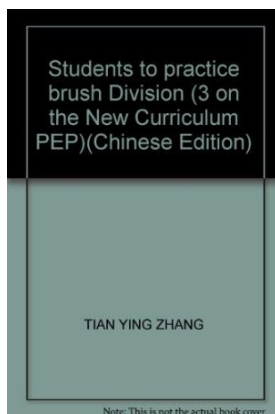 Students to practice
brush Division (3 on
the New Curriculum
PEP)(Chinese Edition)
TIAN YING ZHANG
Note: This is not the actual book cover